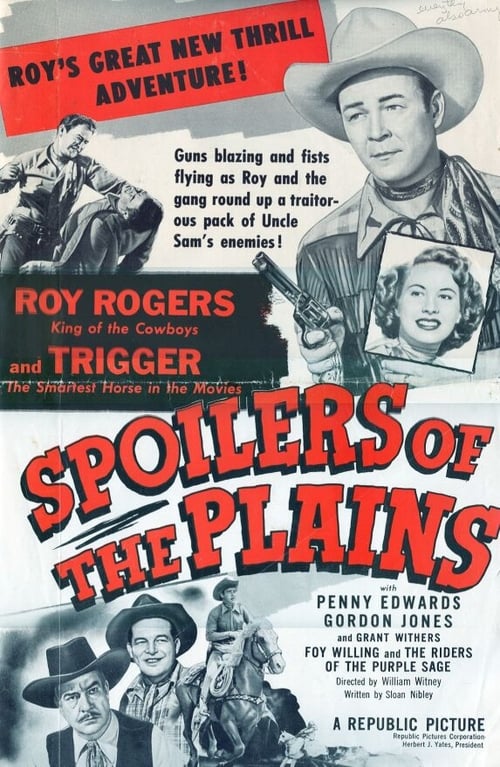 ROY'S GREAT NEW THRILL
ADVENTURE!
Guns blazing and fists
flying as Roy and the
gang round up a traitor-
ous pack of Uncle
Sam's enemies!
ROY ROGERS
King of the Cowboys
and TRIGGER
The Smartest Horse in the Movies
SPOILERS OF
THE PLAINS
with
PENNY EDWARDS
GORDON JONES
and GRANT WITHERS
FOY WILLING and THE RIDERS
OF THE PURPLE SAGE
Directed by William Witney
Written by Sloan Nibley
A REPUBLIC PICTURE
Republic Pictures Corporation
Herbert J. Yates, President